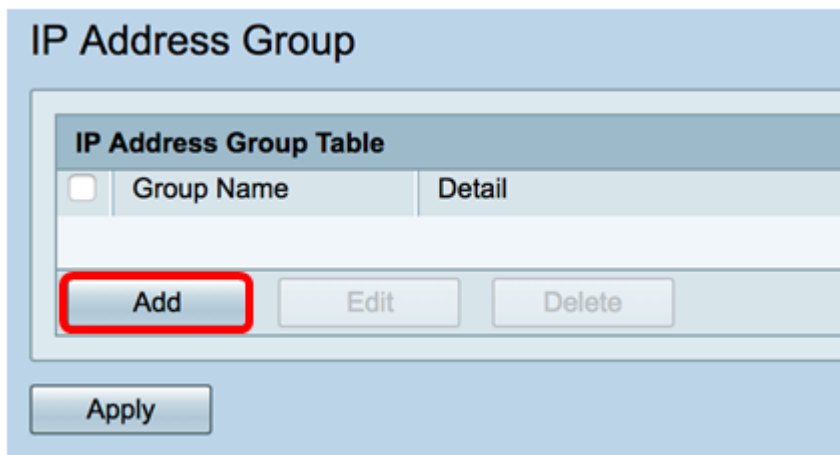 IP Address Group
IP Address Group Table
Group Name Detail
Add Edit Delete
Apply